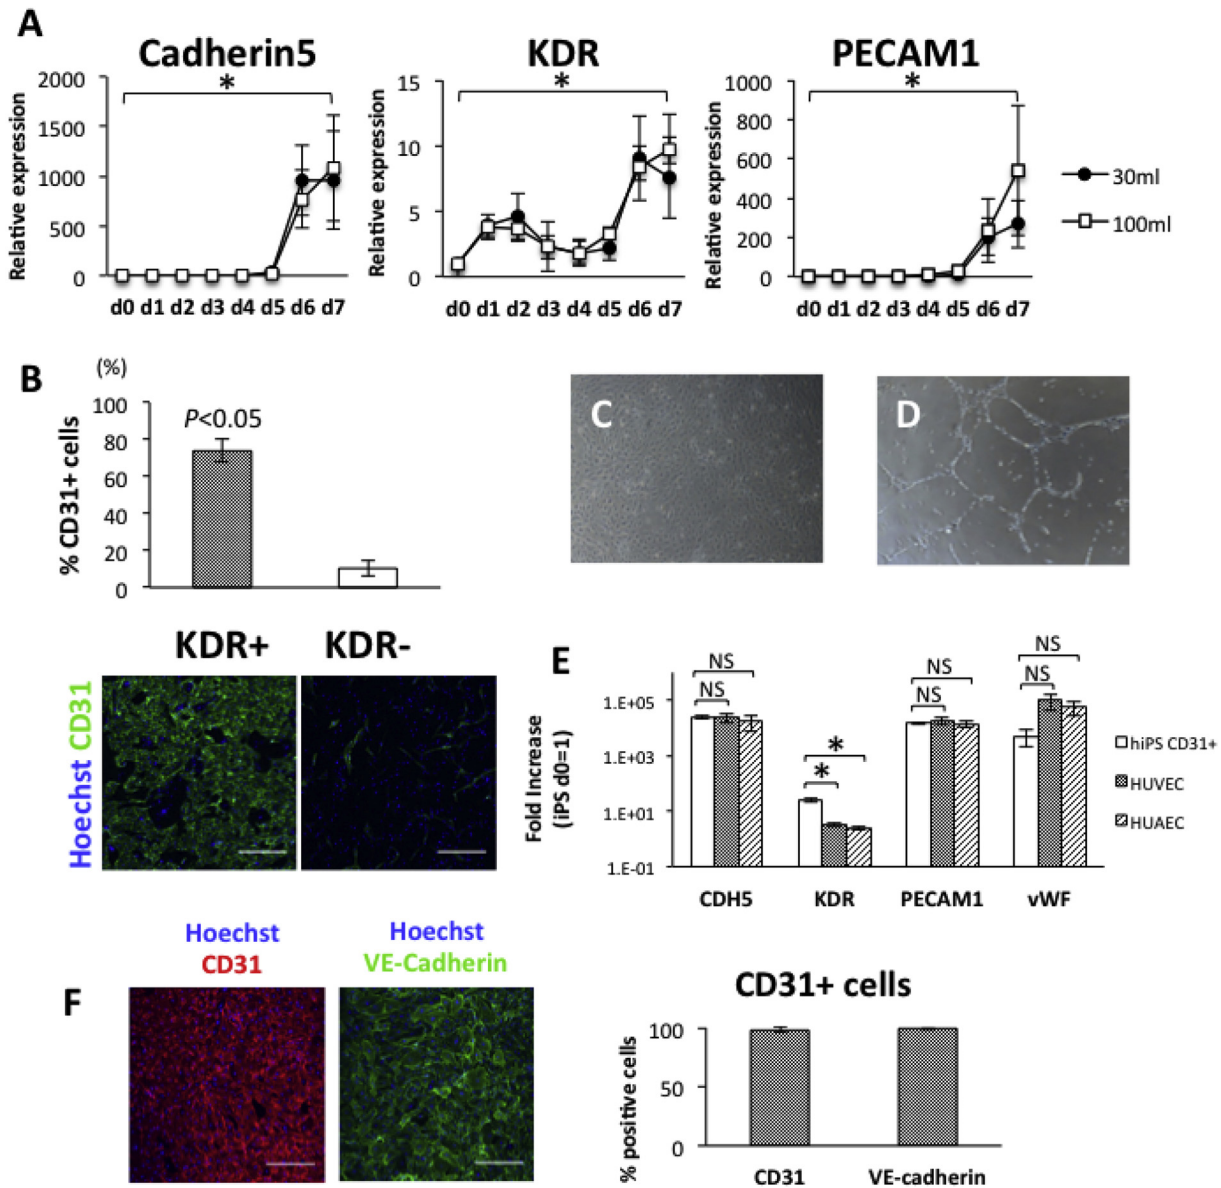 A
Cadherin5
KDR
PECAM1
*
*
*
Relative expression
2000
1500
1000
500
0
d0 d1 d2 d3 d4 d5 d6 d7
Relative expression
15
10
5
0
d0 d1 d2 d3 d4 d5 d6 d7
Relative expression
1000
800
600
400
200
0
d0 d1 d2 d3 d4 d5 d6 d7
30ml
100ml
B
(%)
% CD31+ cells
100
80
60
40
20
0
P<0.05
KDR+
KDR-
Hoechst CD31
C
D
E
Fold Increase
(iPS d0=1)
1.E+05
1.E+03
1.E+01
1.E-01
NS
NS
*
*
NS
NS
NS
NS
CDH5
KDR
PECAM1
vWF
hiPS CD31+
HUVEC
HUAEC
F
Hoechst
CD31
Hoechst
VE-Cadherin
CD31+ cells
% positive cells
100
50
0
CD31
VE-cadherin